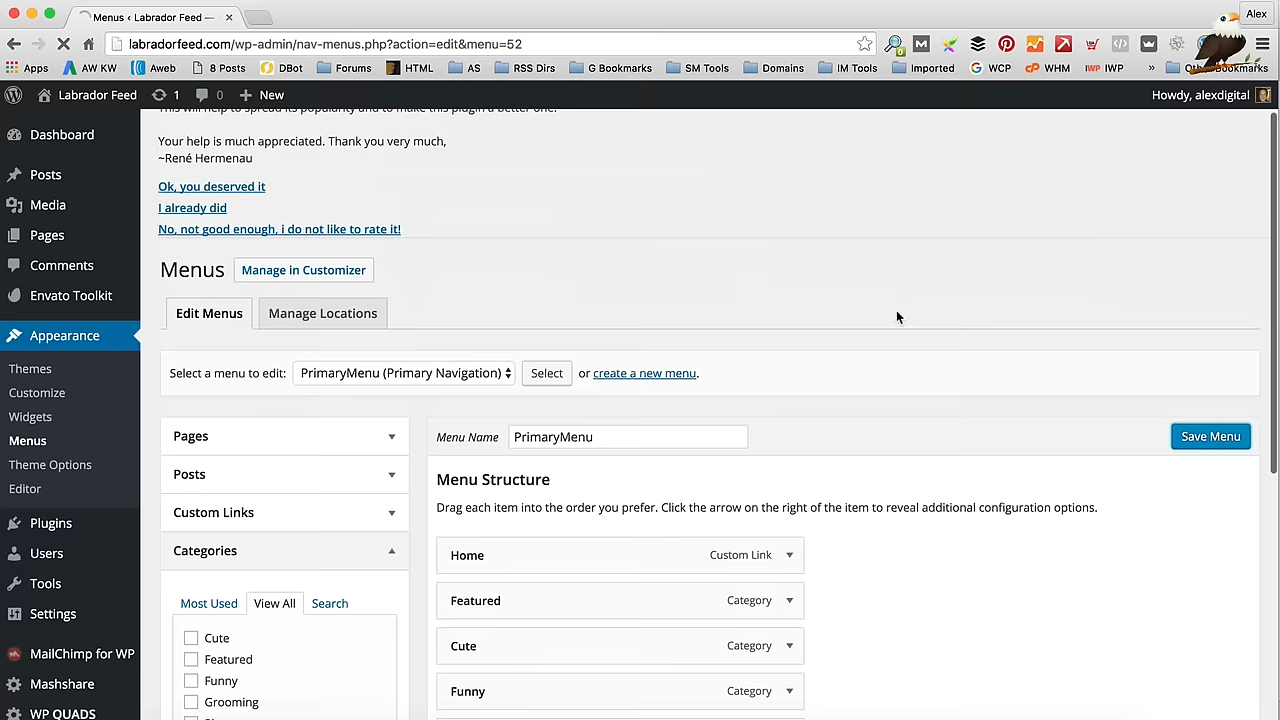 Menus ‹ Labrador Feed —
Alex
labradorfeed.com/wp-admin/nav-menus.php?action=edit&menu=52
Apps AW KW Aweb 8 Posts DBot Forums HTML AS RSS Dirs G Bookmarks SM Tools Domains IM Tools Imported WCP WHM IWP IWP »
Labrador Feed 1 0 New
Howdy, alexdigital
This will help to spread its popularity and to make this plugin a better one.
Your help is much appreciated. Thank you very much,
~René Hermenau
Ok, you deserved it
I already did
No, not good enough, i do not like to rate it!
Dashboard
Posts
Media
Pages
Comments
Envato Toolkit
Appearance
Themes
Customize
Widgets
Menus
Theme Options
Editor
Plugins
Users
Tools
Settings
MailChimp for WP
Mashshare
WP QUADS
Menus Manage in Customizer
Edit Menus Manage Locations
Select a menu to edit: PrimaryMenu (Primary Navigation) Select or create a new menu.
Pages
Posts
Custom Links
Categories
Most Used View All Search
Cute
Featured
Funny
Grooming
Menu Name PrimaryMenu Save Menu
Menu Structure
Drag each item into the order you prefer. Click the arrow on the right of the item to reveal additional configuration options.
Home Custom Link
Featured Category
Cute Category
Funny Category